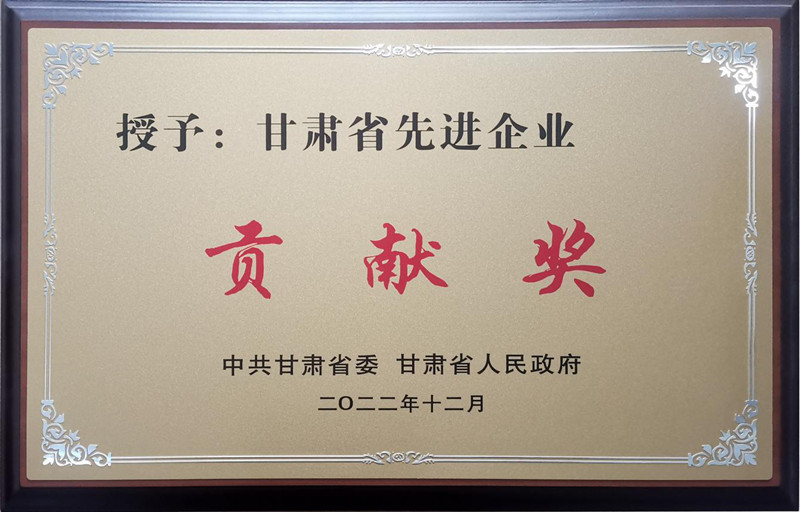 授予：甘肃省先进企业
贡献奖
中共甘肃省委 甘肃省人民政府
二〇二二年十二月